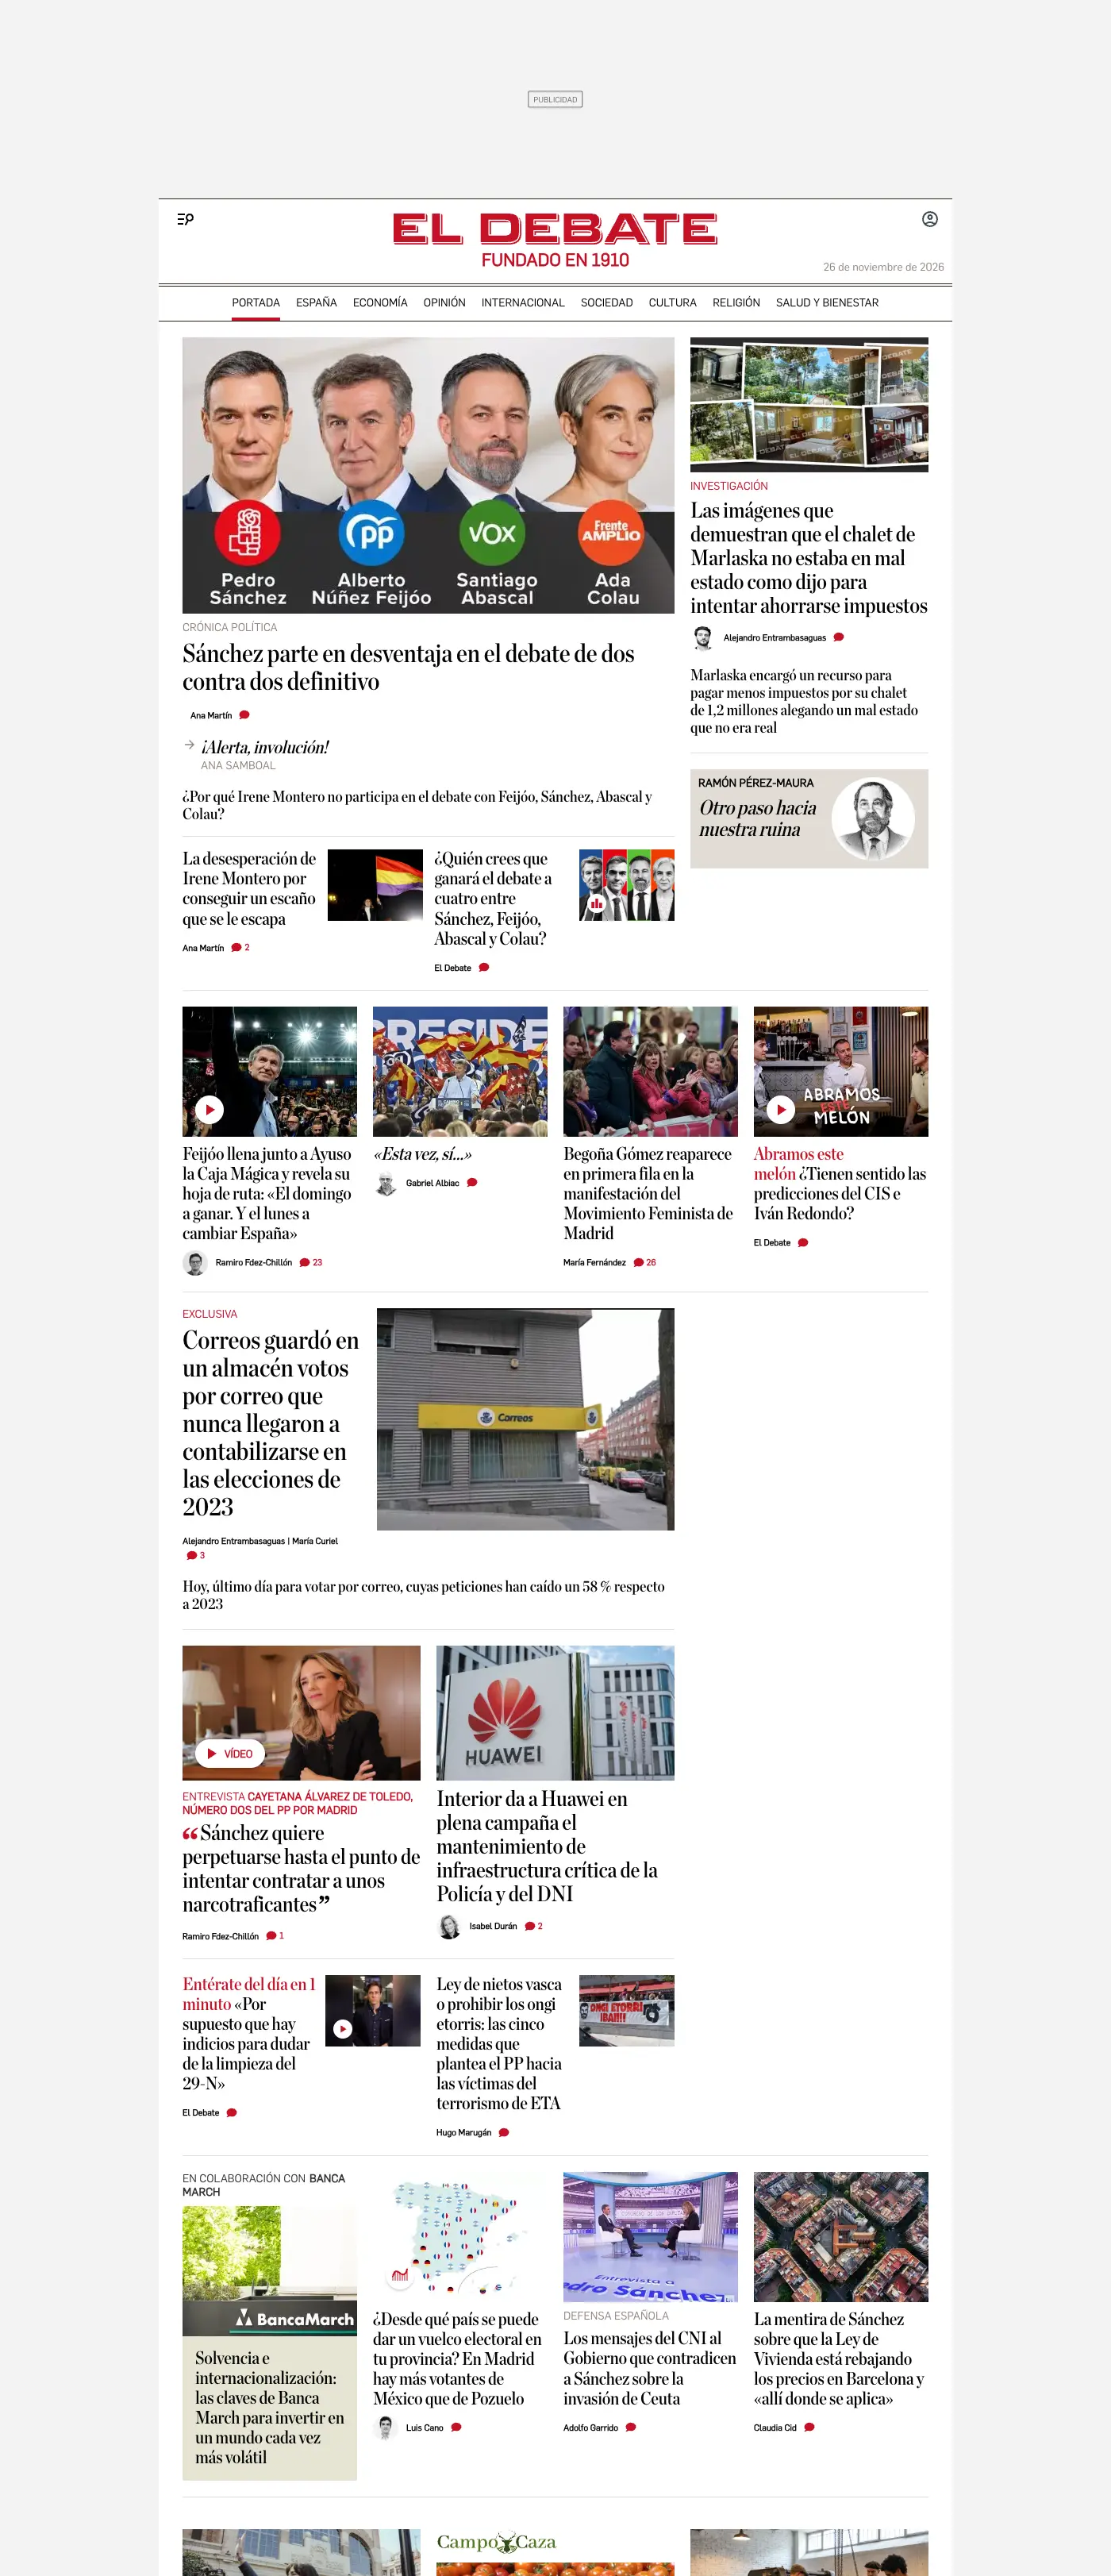 PUBLICIDAD
EL DEBATE
FUNDADO EN 1910
26 de noviembre de 2026
PORTADA ESPAÑA ECONOMÍA OPINIÓN INTERNACIONAL SOCIEDAD CULTURA RELIGIÓN SALUD Y BIENESTAR
PP
VOX
Frente
AMPLIO
Pedro
Sánchez
Alberto
Núñez Feijóo
Santiago
Abascal
Ada
Colau
CRÓNICA POLÍTICA
Sánchez parte en desventaja en el debate de dos
contra dos definitivo
Ana Martín
¡Alerta, involución!
ANA SAMBOAL
¿Por qué Irene Montero no participa en el debate con Feijóo, Sánchez, Abascal y
Colau?
La desesperación de
Irene Montero por
conseguir un escaño
que se le escapa
Ana Martín 2
¿Quién crees que
ganará el debate a
cuatro entre
Sánchez, Feijóo,
Abascal y Colau?
El Debate
EL DEBATE
INVESTIGACIÓN
Las imágenes que
demuestran que el chalet de
Marlaska no estaba en mal
estado como dijo para
intentar ahorrarse impuestos
Alejandro Entrambasaguas
Marlaska encargó un recurso para
pagar menos impuestos por su chalet
de 1,2 millones alegando un mal estado
que no era real
RAMÓN PÉREZ-MAURA
Otro paso hacia
nuestra ruina
Feijóo llena junto a Ayuso
la Caja Mágica y revela su
hoja de ruta: «El domingo
a ganar. Y el lunes a
cambiar España»
Ramiro Fdez-Chillón 23
RESIDE
«Esta vez, sí...»
Gabriel Albiac
Begoña Gómez reaparece
en primera fila en la
manifestación del
Movimiento Feminista de
Madrid
María Fernández 26
ABRAMOS
ESTE
MELÓN
Abramos este
melón ¿Tienen sentido las
predicciones del CIS e
Iván Redondo?
El Debate
EXCLUSIVA
Correos guardó en
un almacén votos
por correo que
nunca llegaron a
contabilizarse en
las elecciones de
2023
Alejandro Entrambasaguas | María Curiel
3
Correos
Hoy, último día para votar por correo, cuyas peticiones han caído un 58 % respecto
a 2023
VÍDEO
ENTREVISTA CAYETANA ÁLVAREZ DE TOLEDO,
NÚMERO DOS DEL PP POR MADRID
“Sánchez quiere
perpetuarse hasta el punto de
intentar contratar a unos
narcotraficantes”
Ramiro Fdez-Chillón 1
HUAWEI
Interior da a Huawei en
plena campaña el
mantenimiento de
infraestructura crítica de la
Policía y del DNI
Isabel Durán 2
Entérate del día en 1
minuto «Por
supuesto que hay
indicios para dudar
de la limpieza del
29-N»
El Debate
Ley de nietos vasca
o prohibir los ongi
etorris: las cinco
medidas que
plantea el PP hacia
las víctimas del
terrorismo de ETA
Hugo Marugán
ONGI ETORRI
EN COLABORACIÓN CON BANCA
MARCH
BancaMarch
Solvencia e
internacionalización:
las claves de Banca
March para invertir en
un mundo cada vez
más volátil
¿Desde qué país se puede
dar un vuelco electoral en
tu provincia? En Madrid
hay más votantes de
México que de Pozuelo
Luis Cano
Entrevista a
edro Sánchez
DEFENSA ESPAÑOLA
Los mensajes del CNI al
Gobierno que contradicen
a Sánchez sobre la
invasión de Ceuta
Adolfo Garrido
La mentira de Sánchez
sobre que la Ley de
Vivienda está rebajando
los precios en Barcelona y
«allí donde se aplica»
Claudia Cid
Campo Caza